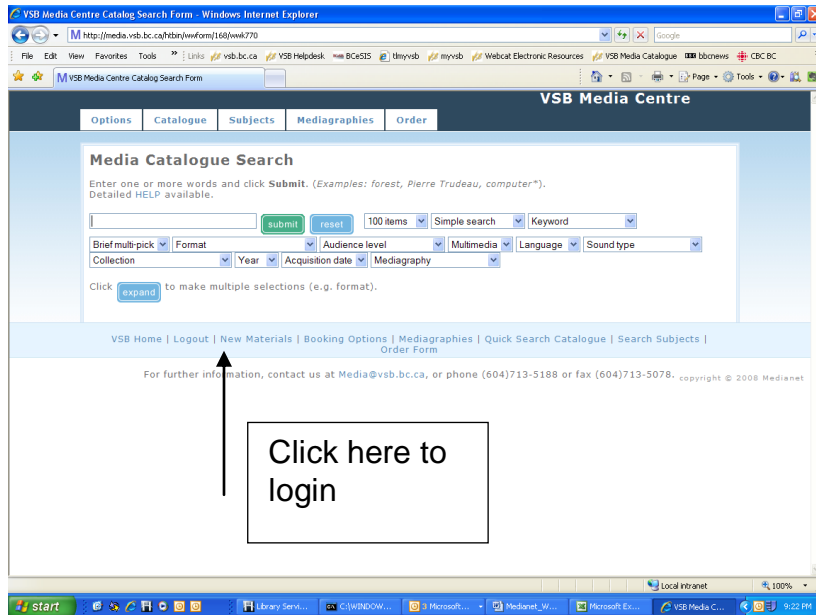 VSB Media Centre Catalog Search Form - Windows Internet Explorer
http://media.vsb.bc.ca/htbin/wwform/168/wwk770
Google
File Edit View Favorites Tools » Links vsb.bc.ca VSB Helpdesk BCeSIS tlmyvsb myvsb Webcat Electronic Resources VSB Media Catalogue bbcnews CBC BC
VSB Media Centre Catalog Search Form
Page Tools
VSB Media Centre
Options Catalogue Subjects Mediagraphies Order
Media Catalogue Search
Enter one or more words and click Submit. (Examples: forest, Pierre Trudeau, computer*).
Detailed HELP available.
submit reset 100 items Simple search Keyword
Brief multi-pick Format Audience level Multimedia Language Sound type
Collection Year Acquisition date Mediagraphy
Click expand to make multiple selections (e.g. format).
VSB Home | Logout | New Materials | Booking Options | Mediagraphies | Quick Search Catalogue | Search Subjects |
Order Form
For further information, contact us at Media@vsb.bc.ca, or phone (604)713-5188 or fax (604)713-5078. copyright © 2008 Medianet
Click here to
login
Local intranet 100%
start Library Servi... C:\WINDOW... 3 Microsoft... Medianet_W... Microsoft Ex... VSB Media C... 9:22 PM